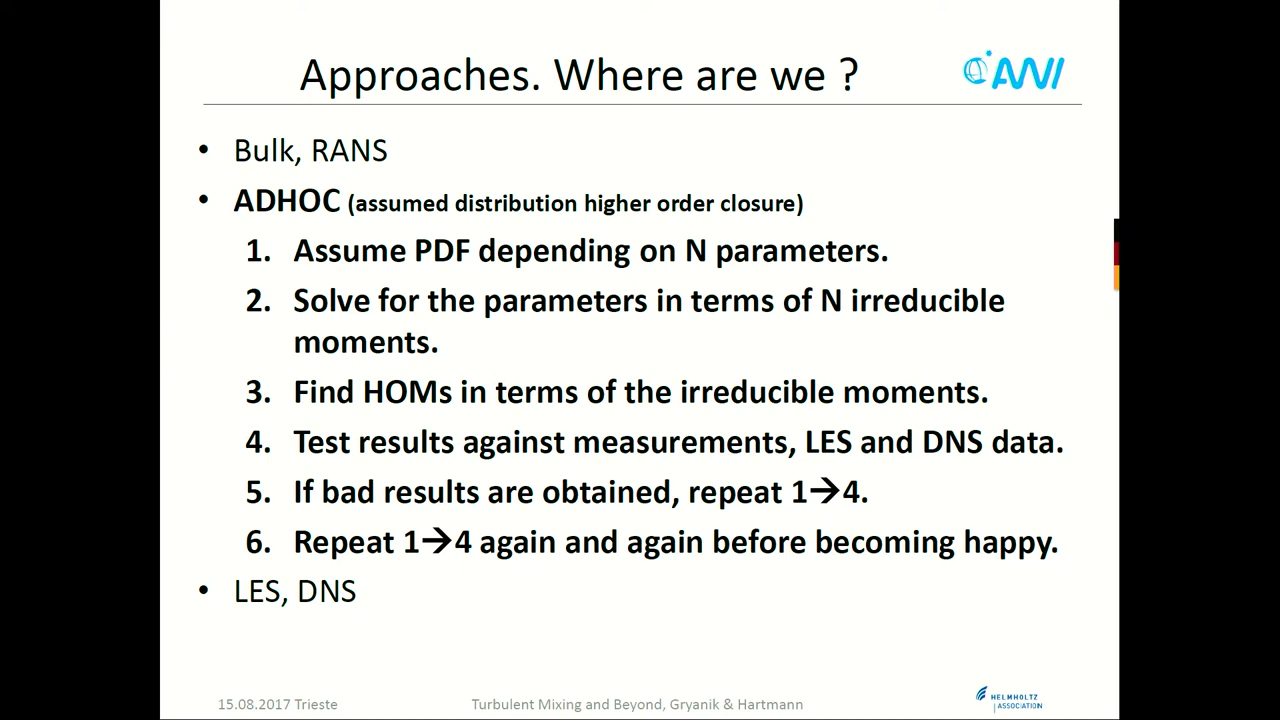 Approaches. Where are we ?
AWI
• Bulk, RANS
• ADHOC (assumed distribution higher order closure)
1. Assume PDF depending on N parameters.
2. Solve for the parameters in terms of N irreducible
moments.
3. Find HOMs in terms of the irreducible moments.
4. Test results against measurements, LES and DNS data.
5. If bad results are obtained, repeat 1→4.
6. Repeat 1→4 again and again before becoming happy.
• LES, DNS
15.08.2017 Trieste
Turbulent Mixing and Beyond, Gryanik & Hartmann
HELMHOLTZ
ASSOCIATION